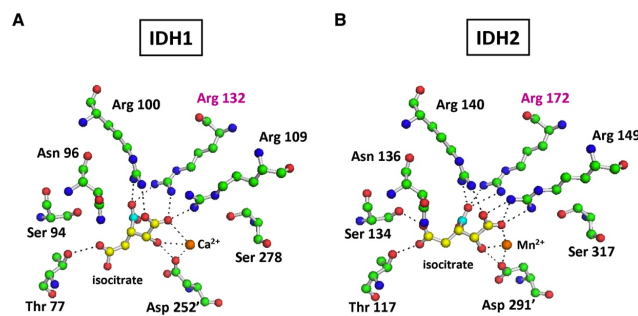 A
IDH1
Arg 100
Arg 132
Arg 109
Asn 96
Ser 94
Ca²⁺
Ser 278
isocitrate
Thr 77
Asp 252’
B
IDH2
Arg 140
Arg 172
Arg 149
Asn 136
Ser 134
Mn²⁺
Ser 317
isocitrate
Thr 117
Asp 291’